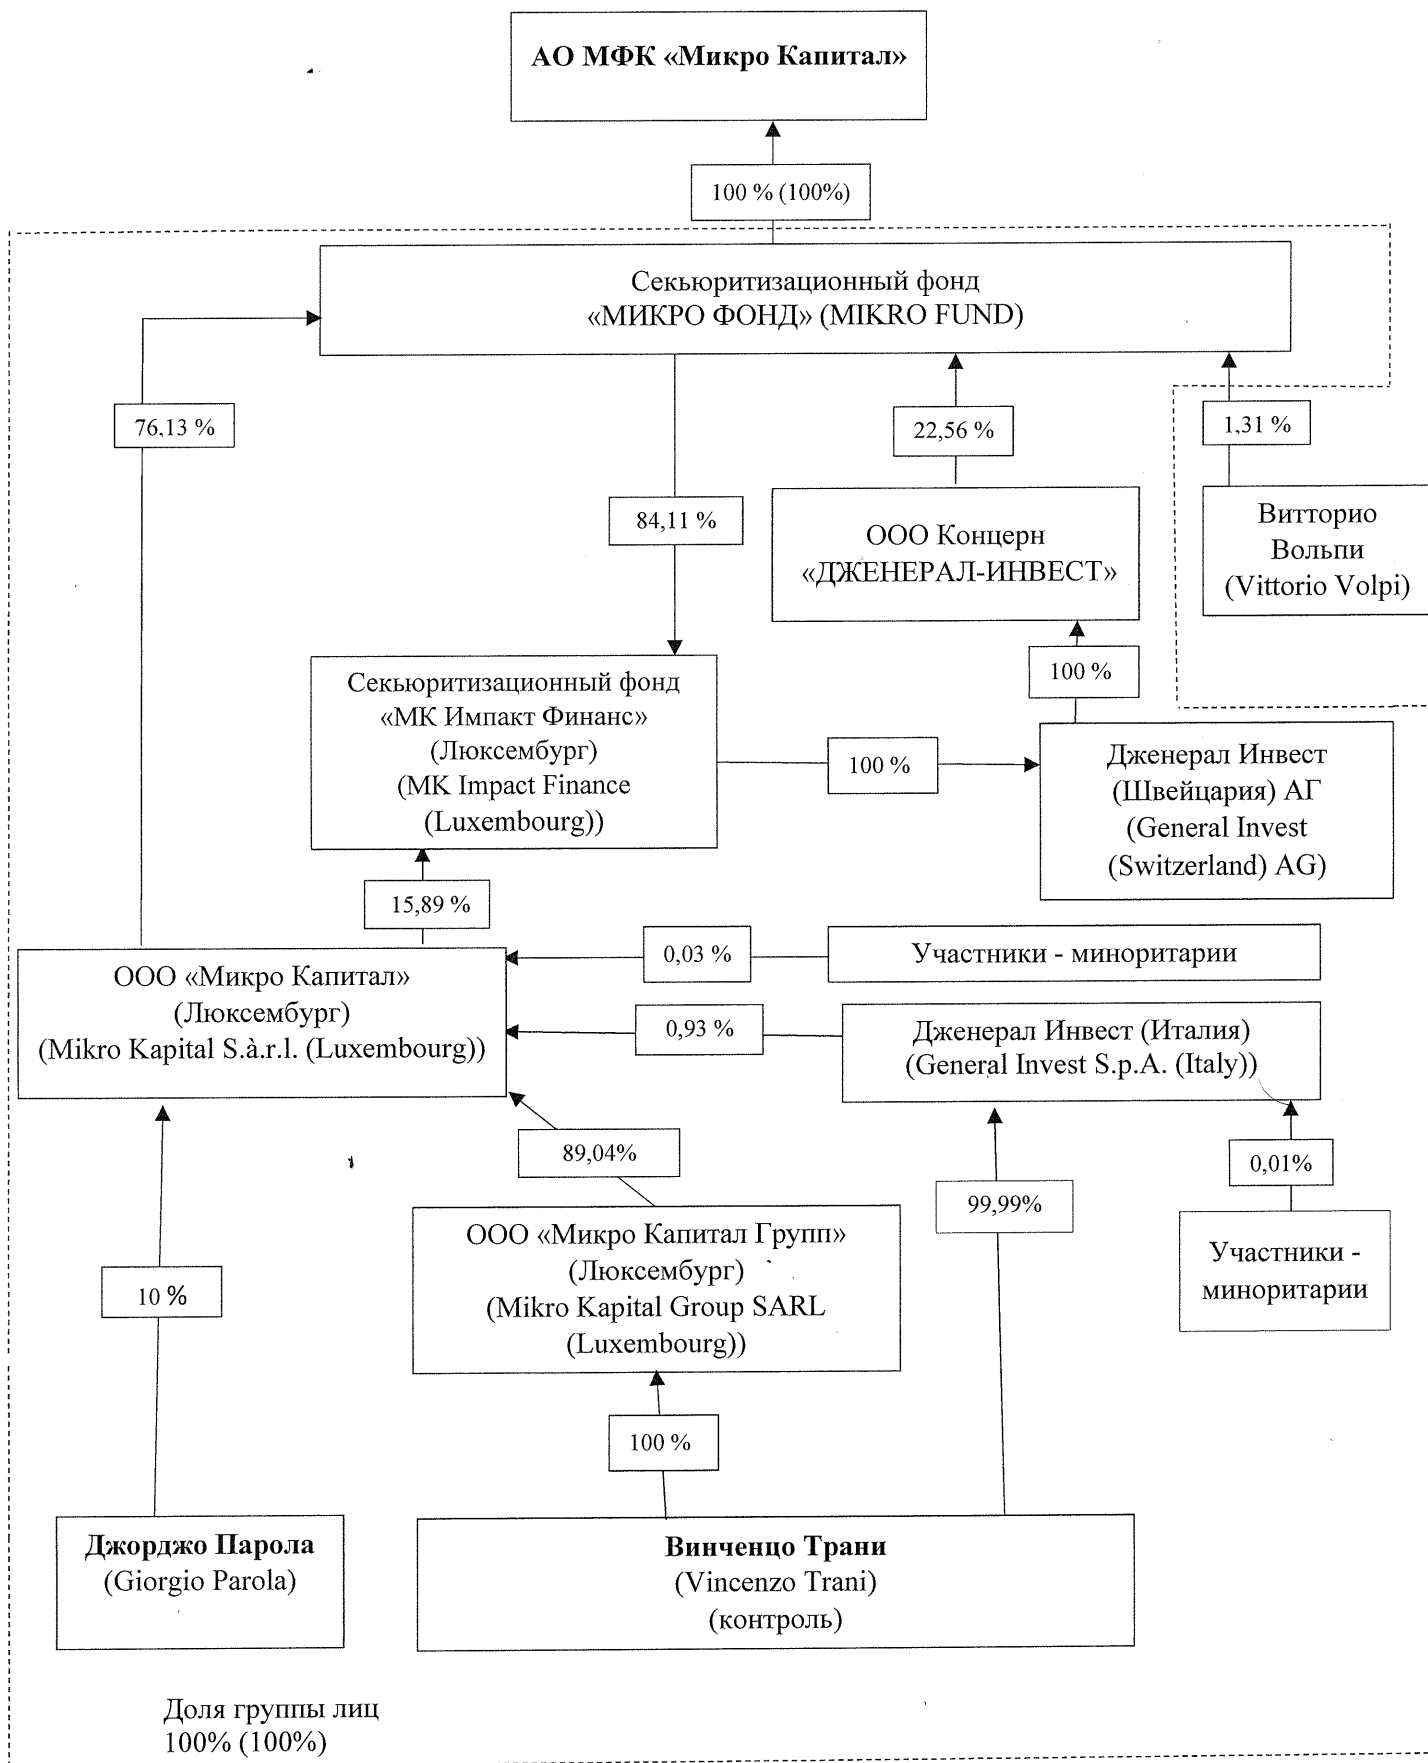 АО МФК «Микро Капитал»
100 % (100%)
Секьюритизационный фонд
«МИКРО ФОНД» (MIKRO FUND)
76,13 %
22,56 %
1,31 %
84,11 %
ООО Концерн
«ДЖЕНЕРАЛ-ИНВЕСТ»
Витторио
Вольпи
(Vittorio Volpi)
100 %
Секьюритизационный фонд
«МК Импакт Финанс»
(Люксембург)
(MK Impact Finance
(Luxembourg))
100 %
Дженерал Инвест
(Швейцария) АГ
(General Invest
(Switzerland) AG)
15,89 %
ООО «Микро Капитал»
(Люксембург)
(Mikro Kapital S.à.r.l. (Luxembourg))
0,03 %
Участники - миноритарии
0,93 %
Дженерал Инвест (Италия)
(General Invest S.p.A. (Italy))
89,04%
0,01%
99,99%
ООО «Микро Капитал Групп»
(Люксембург)
(Mikro Kapital Group SARL
(Luxembourg))
Участники -
миноритарии
10 %
100 %
Джорджо Парола
(Giorgio Parola)
Винченцо Трани
(Vincenzo Trani)
(контроль)
Доля группы лиц
100% (100%)